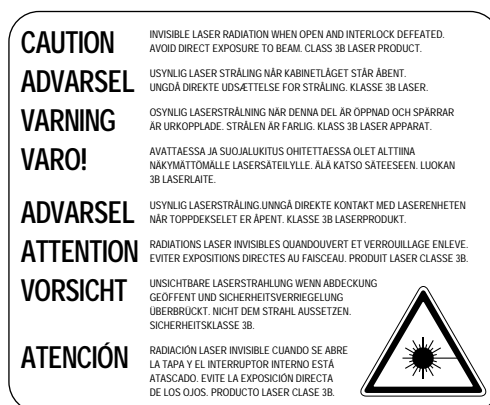 CAUTION
INVISIBLE LASER RADIATION WHEN OPEN AND INTERLOCK DEFEATED.
AVOID DIRECT EXPOSURE TO BEAM. CLASS 3B LASER PRODUCT.
ADVARSEL
USYNLIG LASER STRÅLING NÅR KABINETLÅGET STÅR ÅBENT.
UNGDÅ DIREKTE UDSÆTTELSE FOR STRÅLING. KLASSE 3B LASER.
VARNING
OSYNLIG LASERSTRÅLNING NÄR DENNA DEL ÄR ÖPPNAD OCH SPÄRRAR
ÄR URKOPPLADE. STRÅLEN ÄR FARLIG. KLASS 3B LASER APPARAT.
VARO!
AVATTAESSA JA SUOJALUKITUS OHITETTAESSA OLET ALTTIINA
NÄKYMÄTTÖMÄLLE LASERSÄTEILYLLE. ÄLÄ KATSO SÄTEESEEN. LUOKAN
3B LASERLAITE.
ADVARSEL
USYNLIG LASERSTRÅLING.UNNGÅ DIREKTE KONTAKT MED LASERENHETEN
NÅR TOPPDEKSELET ER ÅPENT. KLASSE 3B LASERPRODUKT.
ATTENTION
RADIATIONS LASER INVISIBLES QUANDOUVERT ET VERROUILLAGE ENLEVE.
EVITER EXPOSITIONS DIRECTES AU FAISCEAU. PRODUIT LASER CLASSE 3B.
VORSICHT
UNSICHTBARE LASERSTRAHLUNG WENN ABDECKUNG
GEÖFFENT UND SICHERHEITSVERRIEGELUNG
ÜBERBRÜCKT. NICHT DEM STRAHL AUSSETZEN.
SICHERHEITSKLASSE 3B.
ATENCIÓN
RADIACIÓN LASER INVISIBLE CUANDO SE ABRE
LA TAPA Y EL INTERRUPTOR INTERNO ESTÁ
ATASCADO. EVITE LA EXPOSICIÓN DIRECTA
DE LOS OJOS. PRODUCTO LASER CLASE 3B.